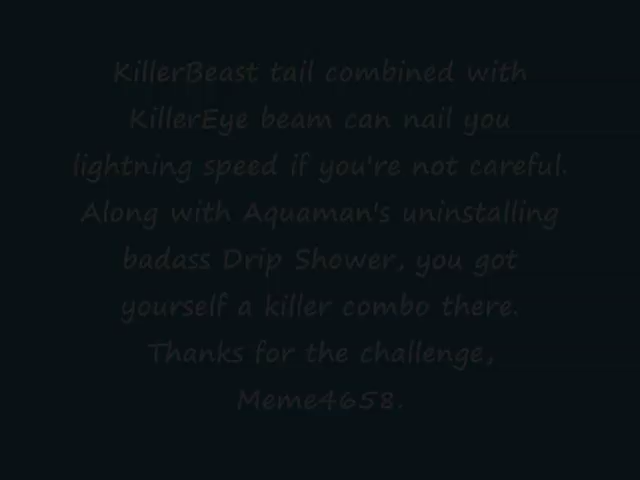 KillerBeast tail combined with
KillerEye beam can nail you
lightning speed if you're not careful.
Along with Aquaman's uninstalling
badass Drip Shower, you got
yourself a killer combo there.
Thanks for the challenge,
Meme4658.